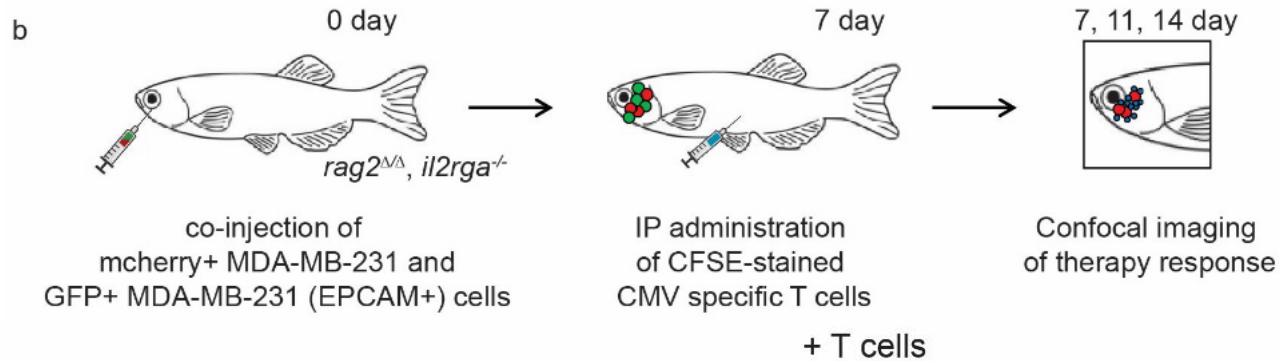 b
0 day
7 day
7, 11, 14 day
rag2Δ/Δ, il2rga-/-
co-injection of
mcherry+ MDA-MB-231 and
GFP+ MDA-MB-231 (EPCAM+) cells
IP administration
of CFSE-stained
CMV specific T cells
Confocal imaging
of therapy response
+ T cells